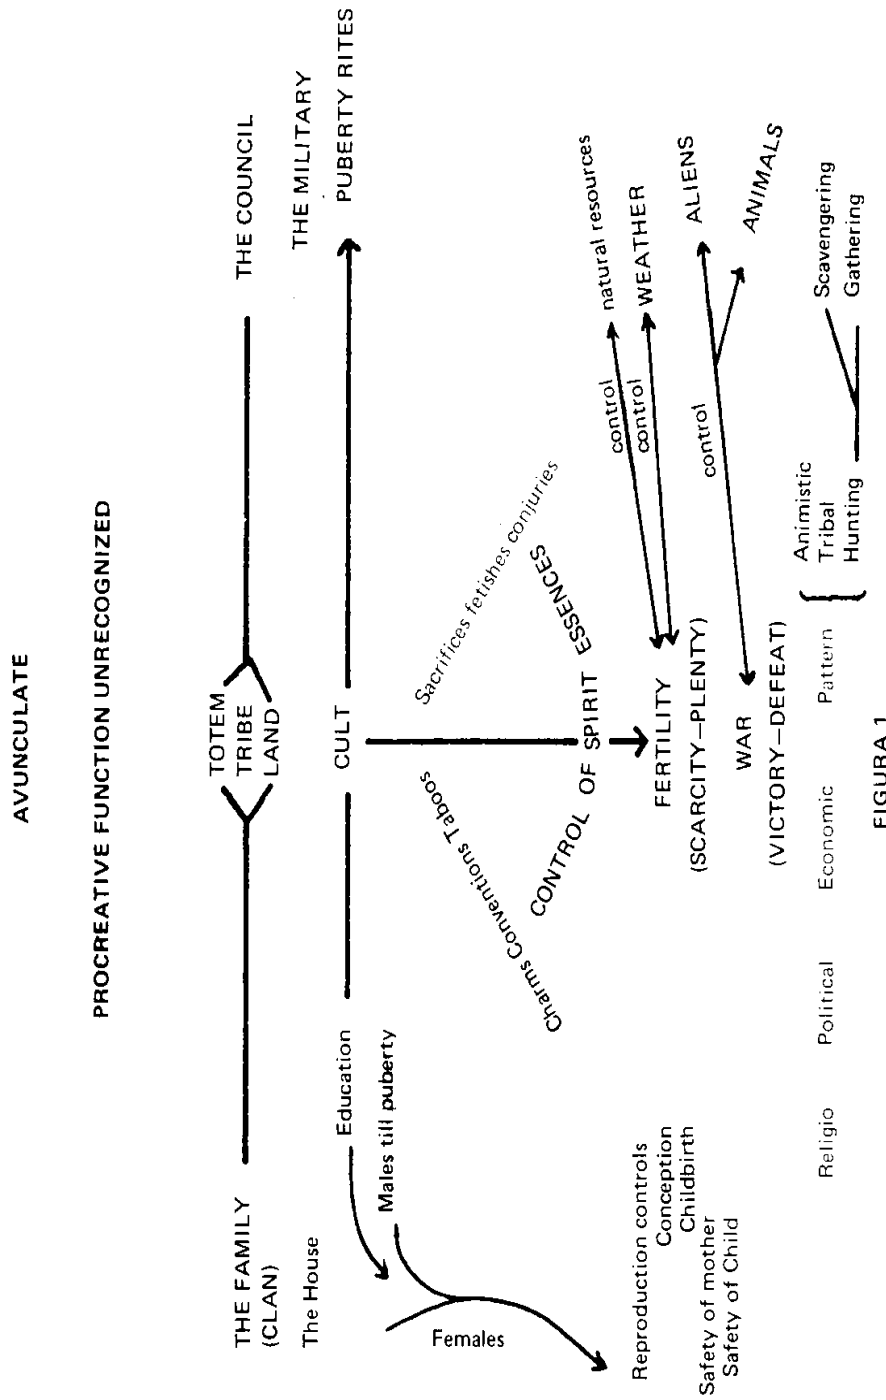 AVUNCULATE
PROCREATIVE FUNCTION UNRECOGNIZED
THE FAMILY
(CLAN)
The House
TOTEM
TRIBE
LAND
THE COUNCIL
THE MILITARY
PUBERTY RITES
Education
CULT
Males till puberty
Females
Charms Conventions Taboos
Sacrifices fetishes conjuries
CONTROL OF SPIRIT ESSENCES
Reproduction controls
Conception
Childbirth
Safety of mother
Safety of Child
FERTILITY
(SCARCITY–PLENTY)
control
natural resources
control
WEATHER
WAR
(VICTORY–DEFEAT)
control
ALIENS
ANIMALS
Religio Political Economic Pattern
Animistic
Tribal
Hunting
Scavengering
Gathering
FIGURA 1